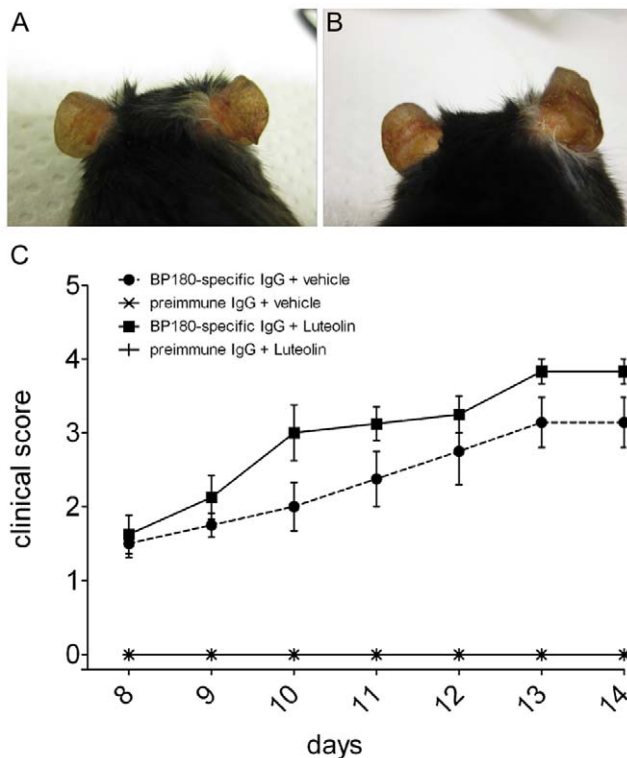 A
B
C
BP180-specific IgG + vehicle
preimmune IgG + vehicle
BP180-specific IgG + Luteolin
preimmune IgG + Luteolin
5
4
3
2
1
0
clinical score
8 9 10 11 12 13 14
days